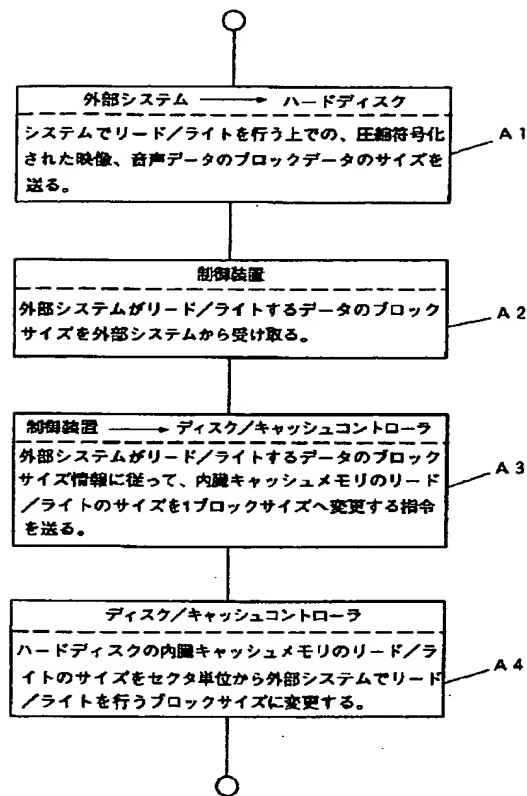 外部システム → ハードディスク
システムでリード／ライトを行う上での、圧縮符号化
された映像、音声データのブロックデータのサイズを
送る。
A1
制御装置
外部システムがリード／ライトするデータのブロック
サイズを外部システムから受け取る。
A2
制御装置 → ディスク／キャッシュコントローラ
外部システムがリード／ライトするデータのブロック
サイズ情報に従って、内臓キャッシュメモリのリード
／ライトのサイズを1ブロックサイズへ変更する指令
を送る。
A3
ディスク／キャッシュコントローラ
ハードディスクの内臓キャッシュメモリのリード／ラ
イトのサイズをセクタ単位から外部システムでリード
／ライトを行うブロックサイズに変更する。
A4